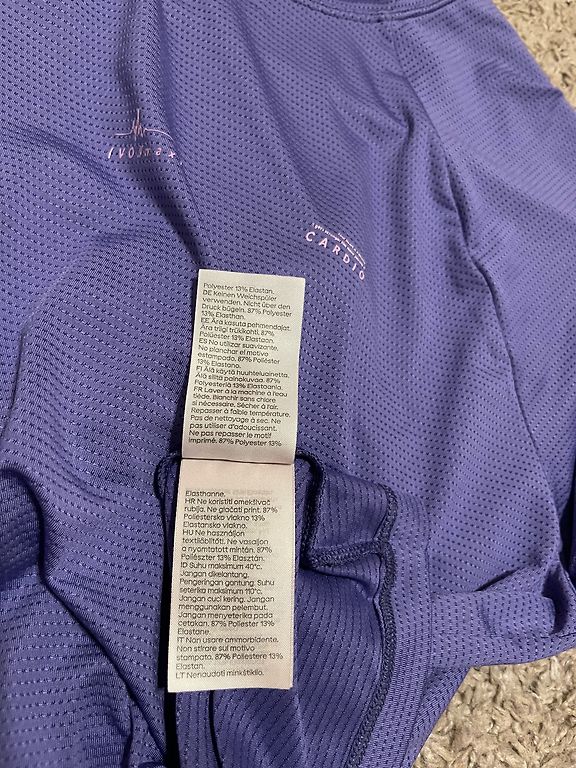 CARDIO
Polyester 13% Elastan.
DE Keinen Weichspüler
verwenden. Nicht über den
Druck bügeln. 87% Polyester
13% Elasthan.
EE Ära kasuta pehmendajat.
Ära triigi trükikohti. 87%
Polüester 13% Elastaan.
ES No utilizar suavizante.
No planchar el motivo
estampado. 87% Poliéster
13% Elastano.
FI Älä käytä huuhteluainetta.
Älä silitä painokuvaa. 87%
Polyesteriä 13% Elastaania.
FR Laver à la machine à l'eau
tiède. Blanchir sans chlore
si nécessaire. Sécher à l'air.
Repasser à faible température.
Pas de nettoyage à sec. Ne
pas utiliser d'adoucissant.
Ne pas repasser le motif
imprimé. 87% Polyester 13%
Elasthanne.
HR Ne koristiti omekšivač
rublja. Ne glačati print. 87%
Poliestersko vlakno 13%
Elastansko vlakno.
HU Ne használjon
textilöblítőt. Ne vasaljon
a nyomtatott mintán. 87%
Poliészter 13% Elasztán.
ID Suhu maksimum 40°c.
Jangan dikelantang.
Pengeringan gantung. Suhu
seterika maksimum 110°c.
Jangan cuci kering. Jangan
menggunakan pelembut.
Jangan menyeterika pada
cetakan. 87% Poliester 13%
Elastane.
IT Non usare ammorbidente.
Non stirare sul motivo
stampato. 87% Poliestere 13%
Elastan.
LT Nenaudoti minkštiklio.